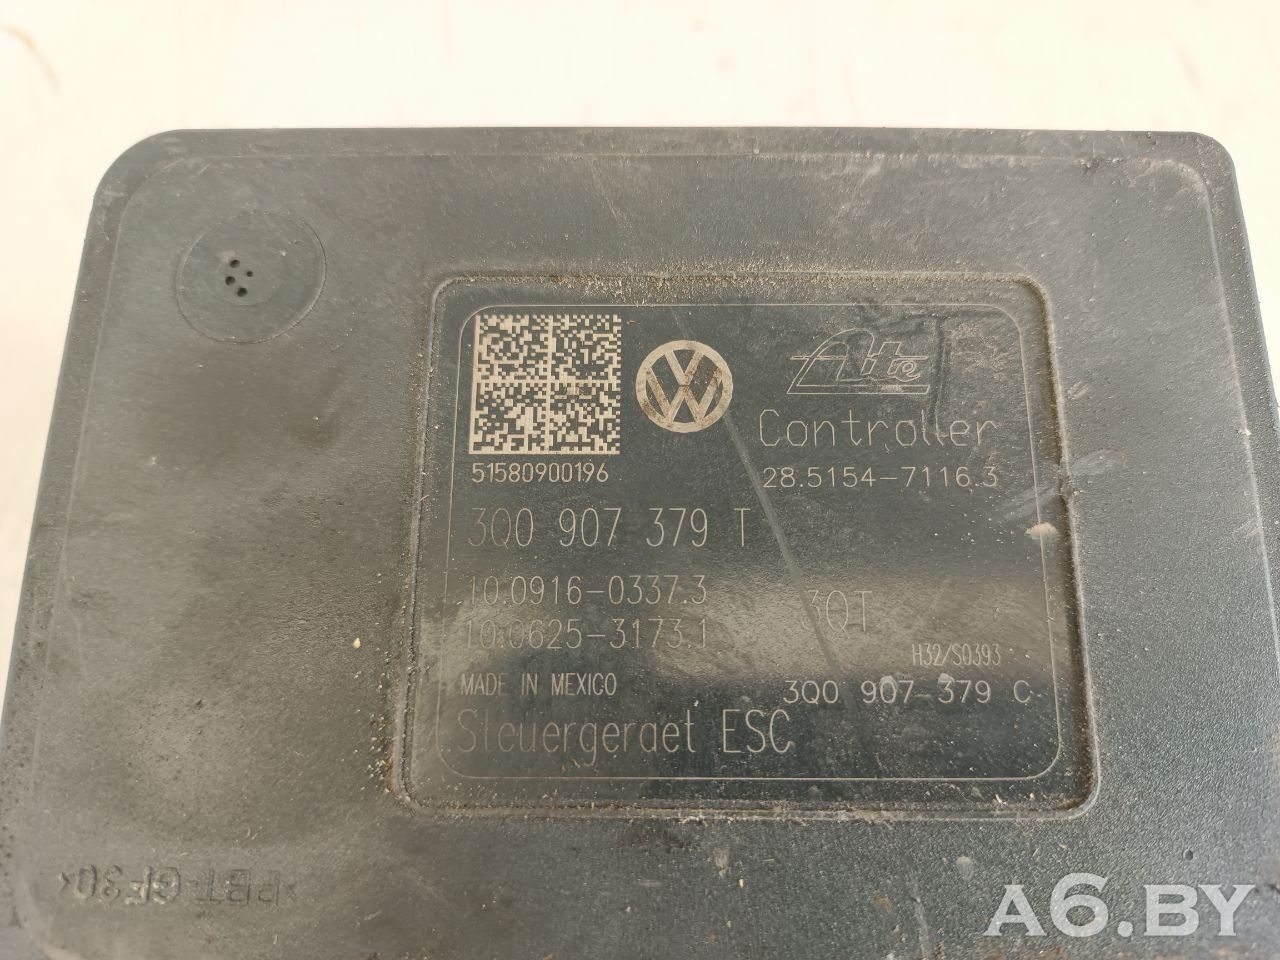 Ate
Controller
51580900196
28.5154-7116.3
3Q0 907 379 T
10.0916-0337.3
3QT
10.0625-3173.1
H32/S0393
MADE IN MEXICO
3Q0 907-379 C
Steuergeraet ESC
>PBT-GF30<
A6.BY